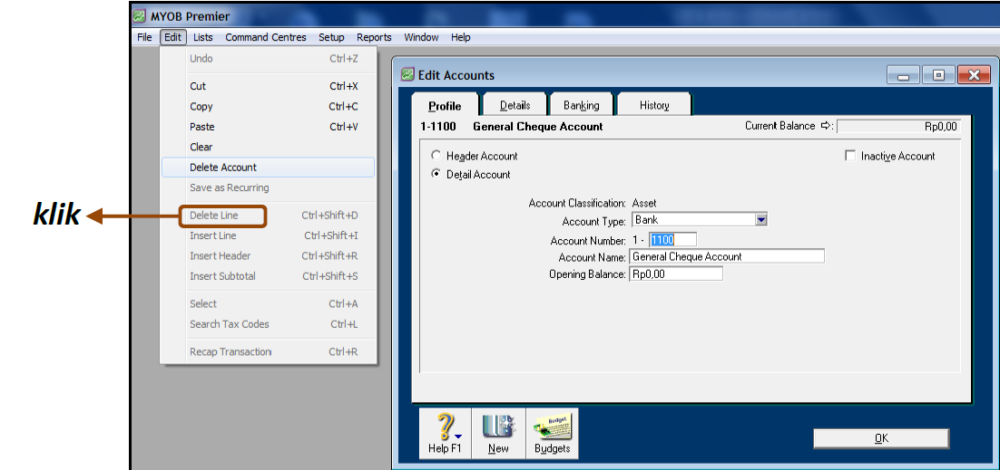 MYOB Premier
File Edit Lists Command Centres Setup Reports Window Help
Undo Ctrl+Z
Cut Ctrl+X
Copy Ctrl+C
Paste Ctrl+V
Clear
Delete Account
Save as Recurring
klik
Delete Line Ctrl+Shift+D
Insert Line Ctrl+Shift+I
Insert Header Ctrl+Shift+R
Insert Subtotal Ctrl+Shift+S
Select Ctrl+A
Search Tax Codes Ctrl+L
Recap Transaction Ctrl+R
Edit Accounts
Profile Details Banking History
1-1100 General Cheque Account Current Balance ⇨: Rp0,00
Header Account Inactive Account
Detail Account
Account Classification: Asset
Account Type: Bank
Account Number: 1 - 1100
Account Name: General Cheque Account
Opening Balance: Rp0,00
Budget
Help F1 New Budgets
OK